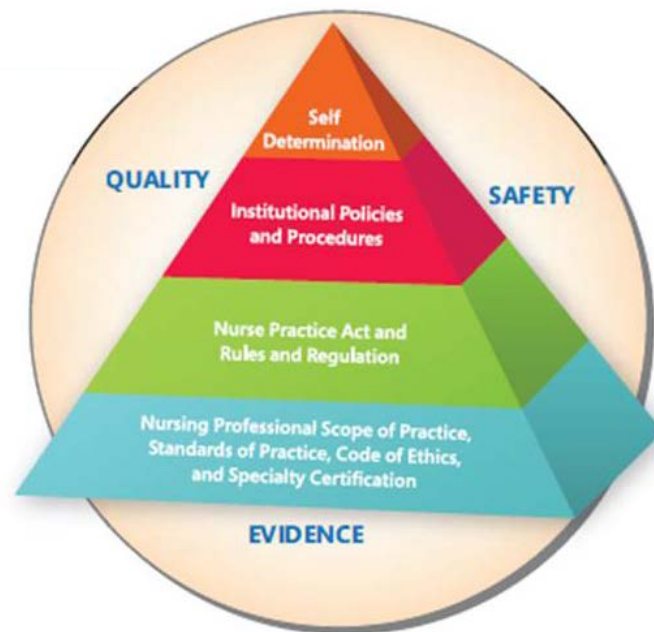 Self
Determination
QUALITY
SAFETY
Institutional Policies
and Procedures
Nurse Practice Act and
Rules and Regulation
Nursing Professional Scope of Practice,
Standards of Practice, Code of Ethics,
and Specialty Certification
EVIDENCE